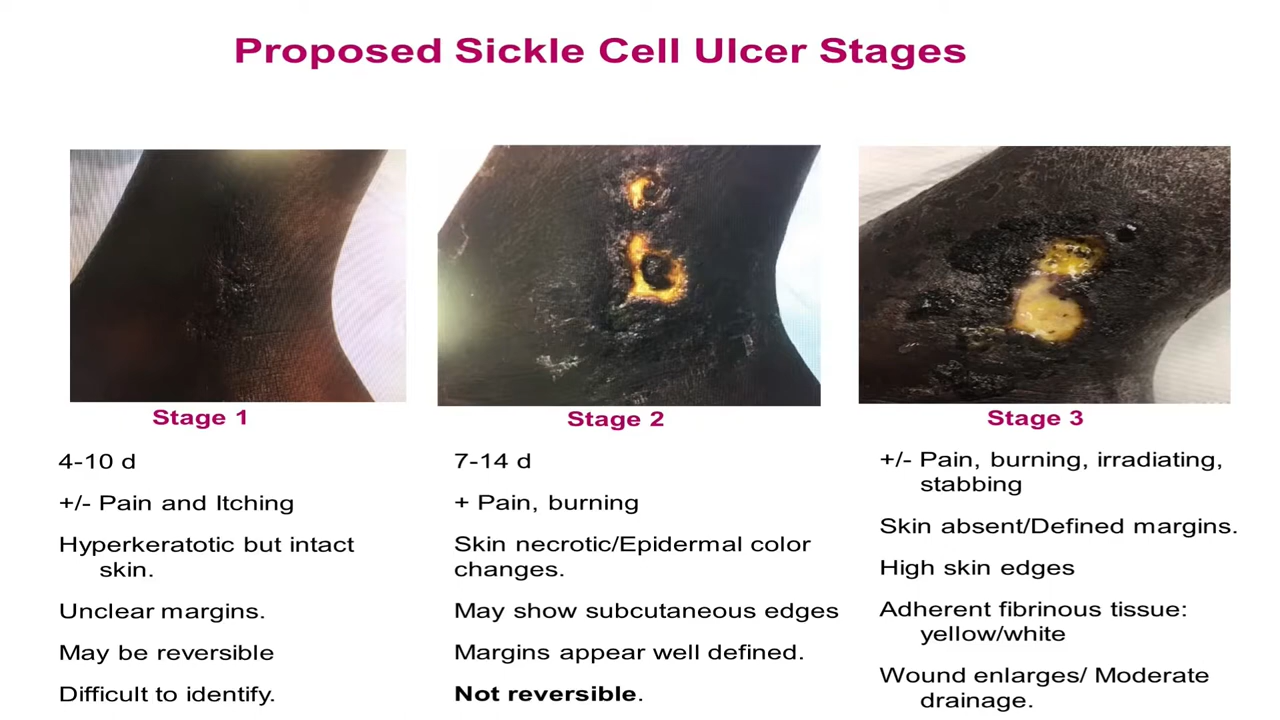 Proposed Sickle Cell Ulcer Stages
Stage 1
4-10 d
+/- Pain and Itching
Hyperkeratotic but intact
skin.
Unclear margins.
May be reversible
Difficult to identify.
Stage 2
7-14 d
+ Pain, burning
Skin necrotic/Epidermal color
changes.
May show subcutaneous edges
Margins appear well defined.
Not reversible.
Stage 3
+/- Pain, burning, irradiating,
stabbing
Skin absent/Defined margins.
High skin edges
Adherent fibrinous tissue:
yellow/white
Wound enlarges/ Moderate
drainage.